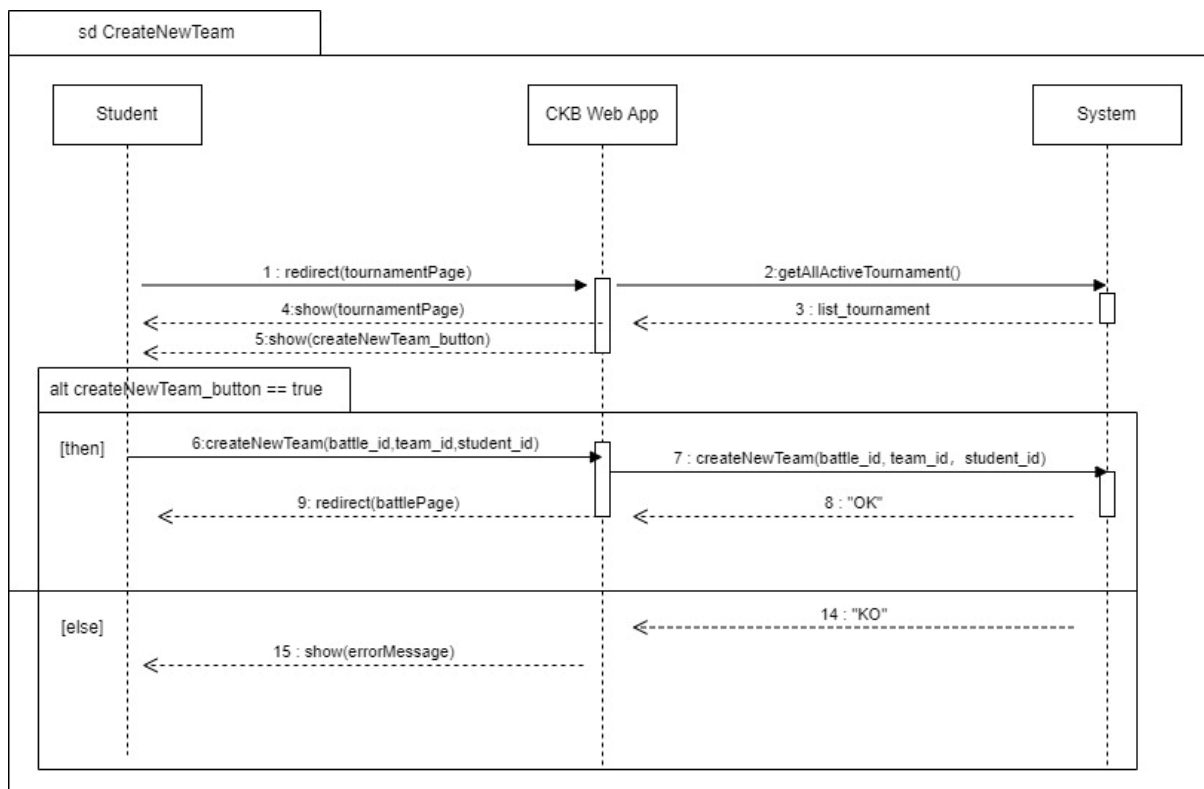 sd CreateNewTeam
Student
CKB Web App
System
1 : redirect(tournamentPage)
2:getAllActiveTournament()
4:show(tournamentPage)
3 : list_tournament
5:show(createNewTeam_button)
alt createNewTeam_button == true
[then]
6:createNewTeam(battle_id,team_id,student_id)
7 : createNewTeam(battle_id, team_id, student_id)
9: redirect(battlePage)
8 : "OK"
[else]
14 : "KO"
15 : show(errorMessage)